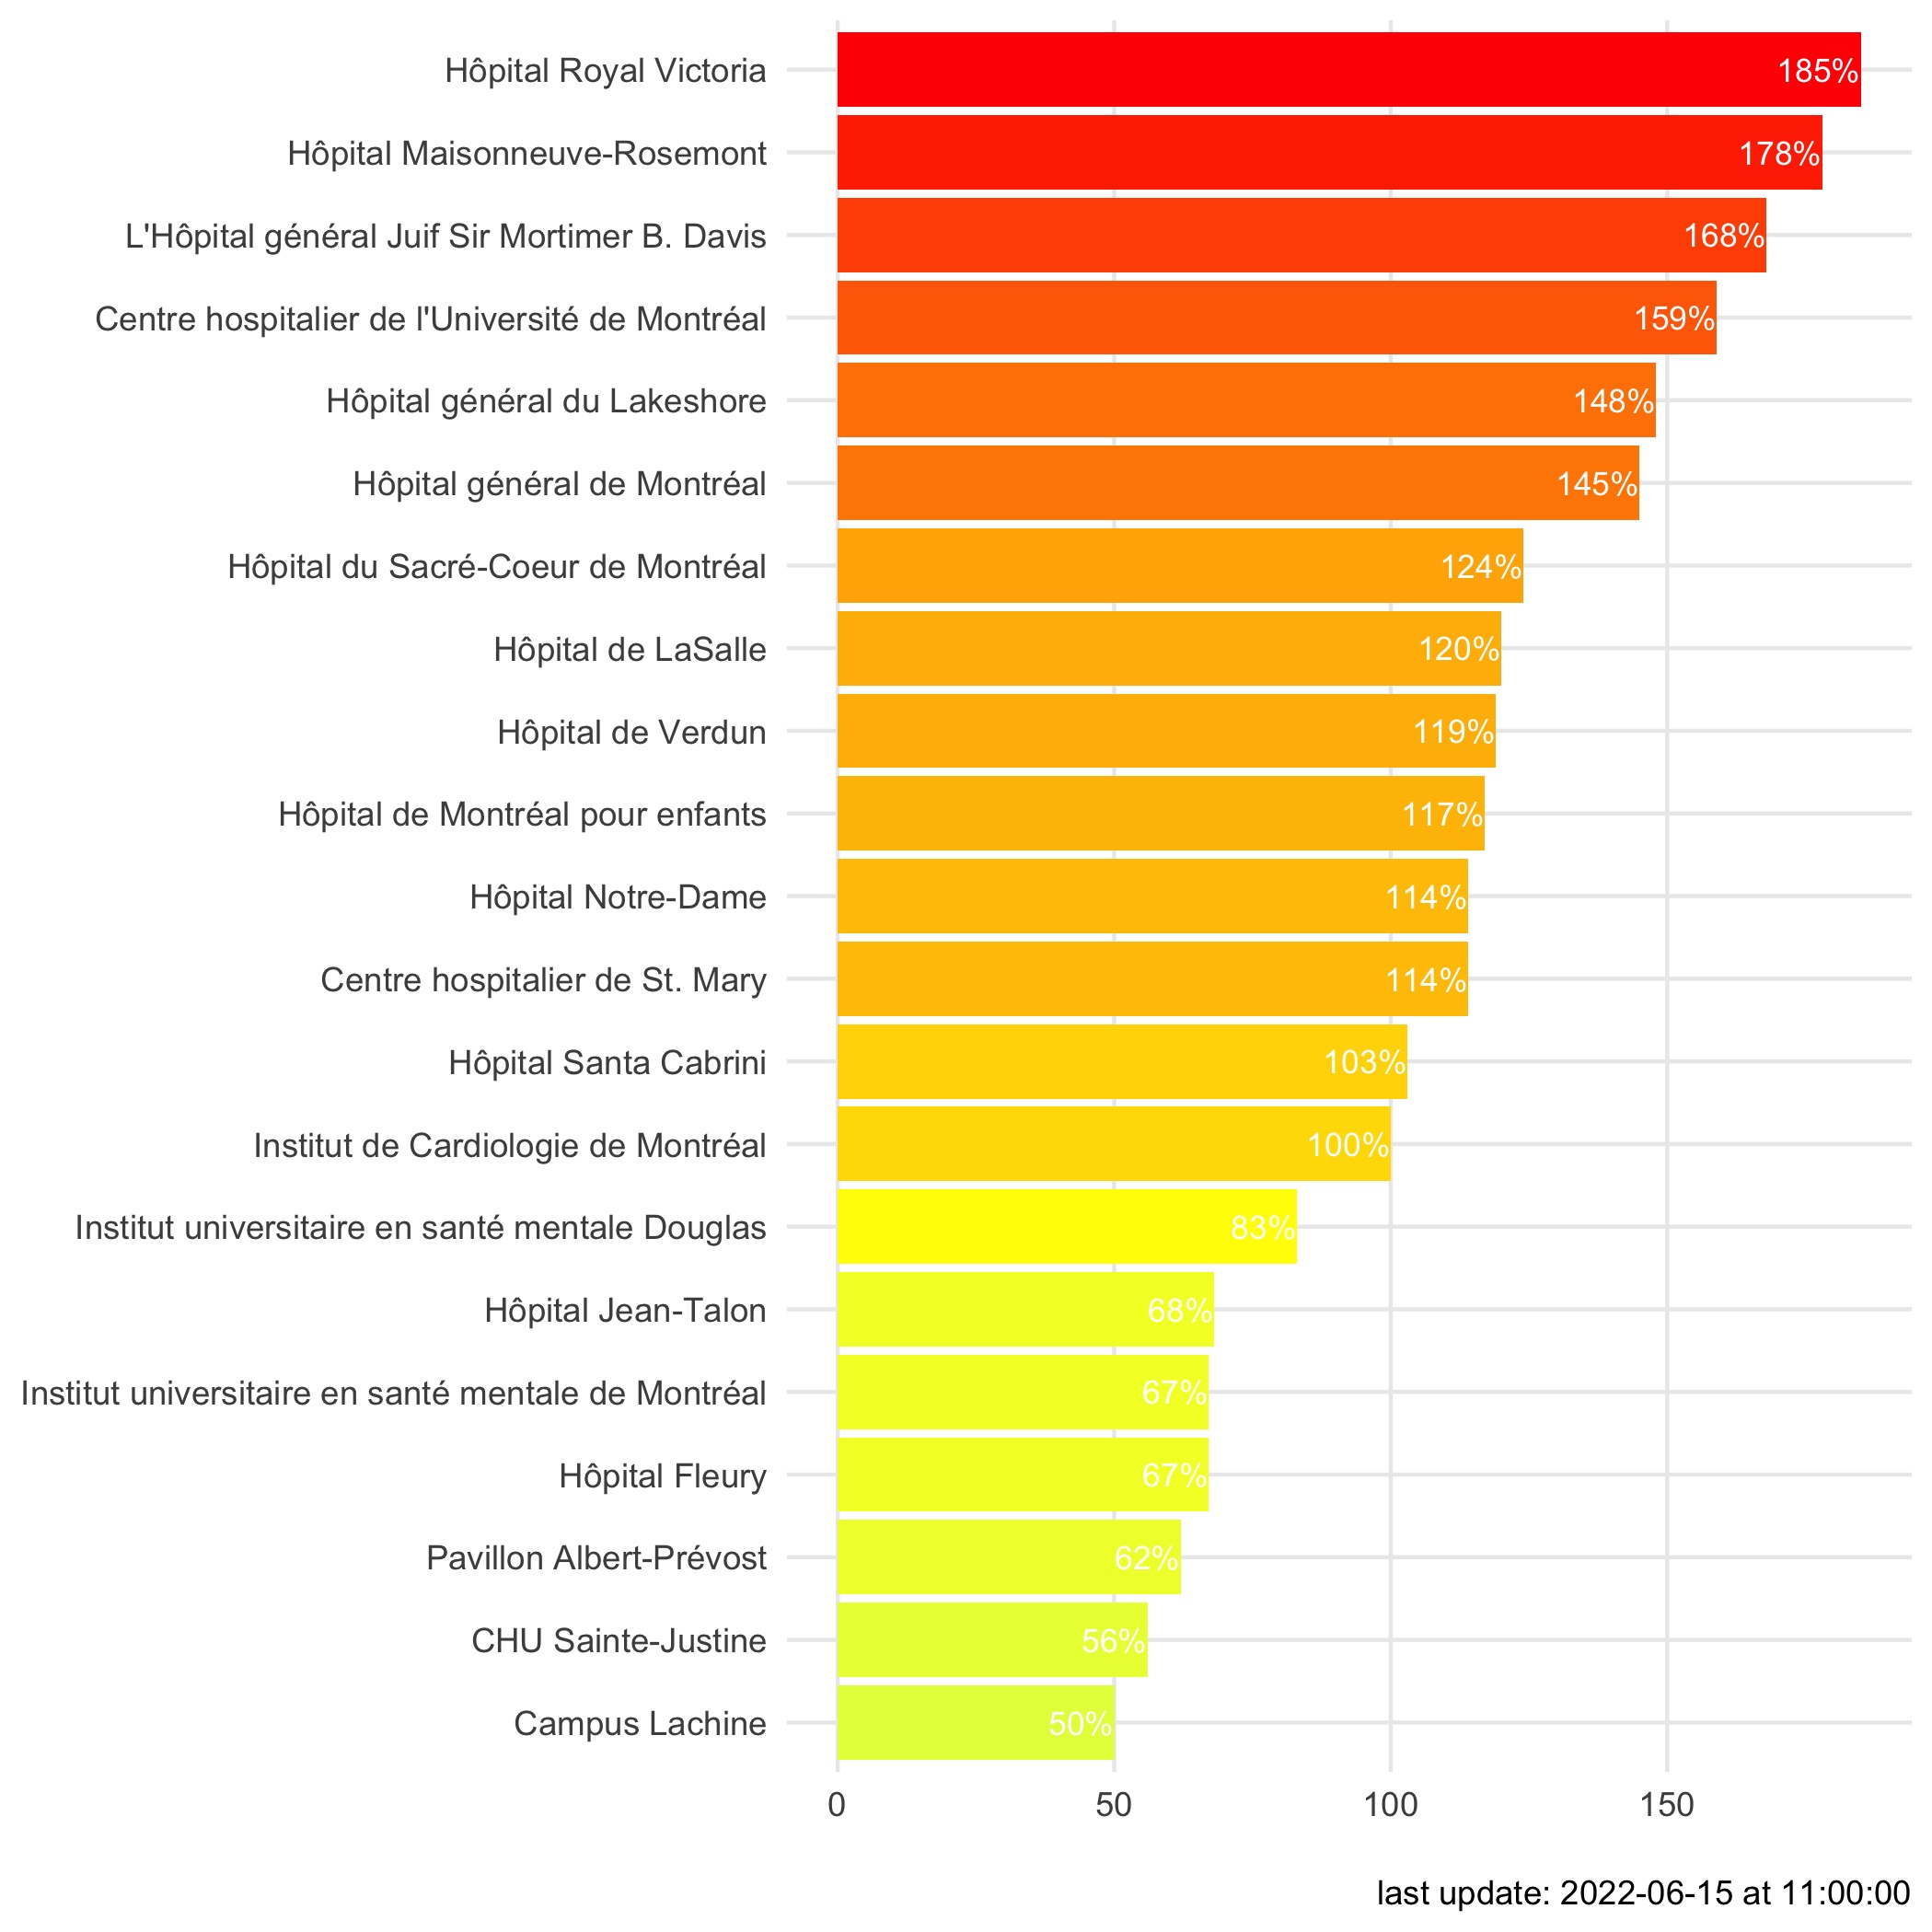 Hôpital Royal Victoria 185%
Hôpital Maisonneuve-Rosemont 178%
L'Hôpital général Juif Sir Mortimer B. Davis 168%
Centre hospitalier de l'Université de Montréal 159%
Hôpital général du Lakeshore 148%
Hôpital général de Montréal 145%
Hôpital du Sacré-Coeur de Montréal 124%
Hôpital de LaSalle 120%
Hôpital de Verdun 119%
Hôpital de Montréal pour enfants 117%
Hôpital Notre-Dame 114%
Centre hospitalier de St. Mary 114%
Hôpital Santa Cabrini 103%
Institut de Cardiologie de Montréal 100%
Institut universitaire en santé mentale Douglas 83%
Hôpital Jean-Talon 68%
Institut universitaire en santé mentale de Montréal 67%
Hôpital Fleury 67%
Pavillon Albert-Prévost 62%
CHU Sainte-Justine 56%
Campus Lachine 50%
0 50 100 150
last update: 2022-06-15 at 11:00:00